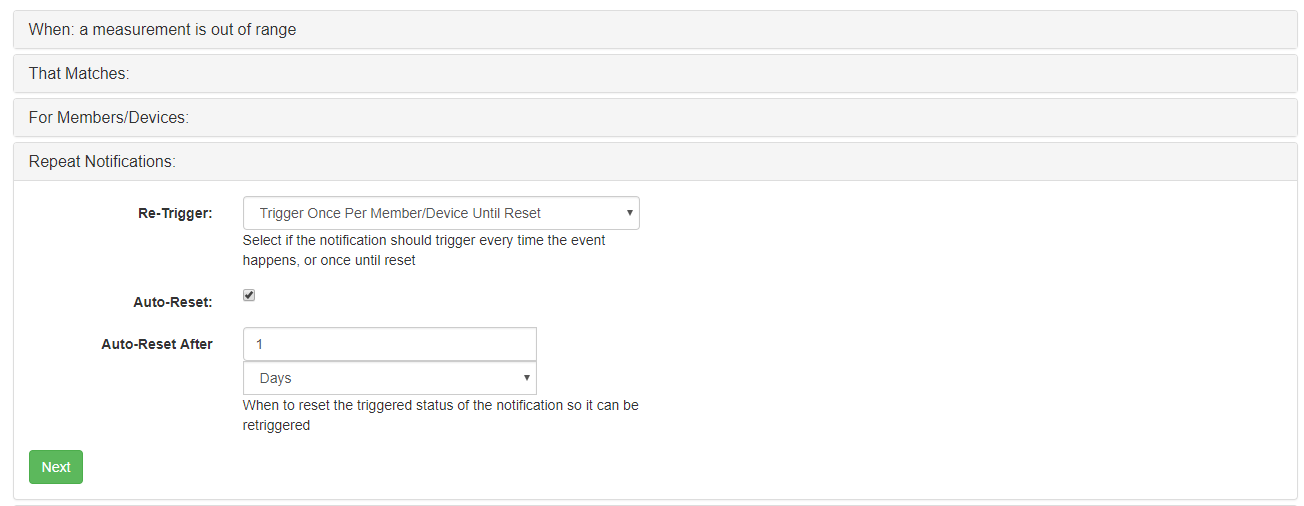 When: a measurement is out of range
That Matches:
For Members/Devices:
Repeat Notifications:
Re-Trigger:
Trigger Once Per Member/Device Until Reset
Select if the notification should trigger every time the event
happens, or once until reset
Auto-Reset:
Auto-Reset After
1
Days
When to reset the triggered status of the notification so it can be
retriggered
Next